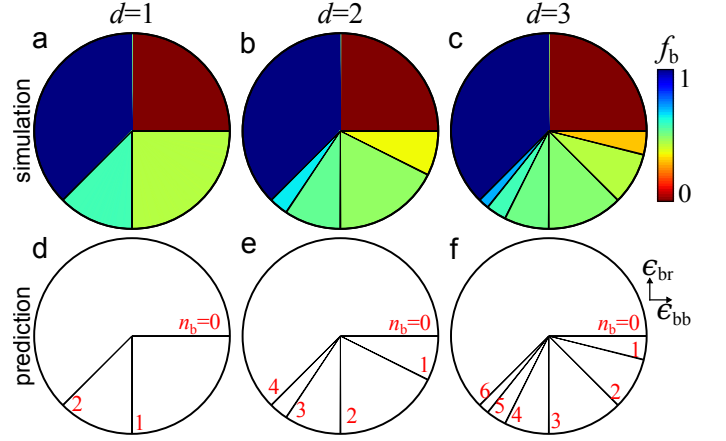 d=1
d=2
d=3
a
b
c
f_b
1
0
simulation
d
e
f
n_b=0
1
2
n_b=0
1
2
3
4
n_b=0
1
2
3
4
5
6
ϵ_br
ϵ_bb
prediction